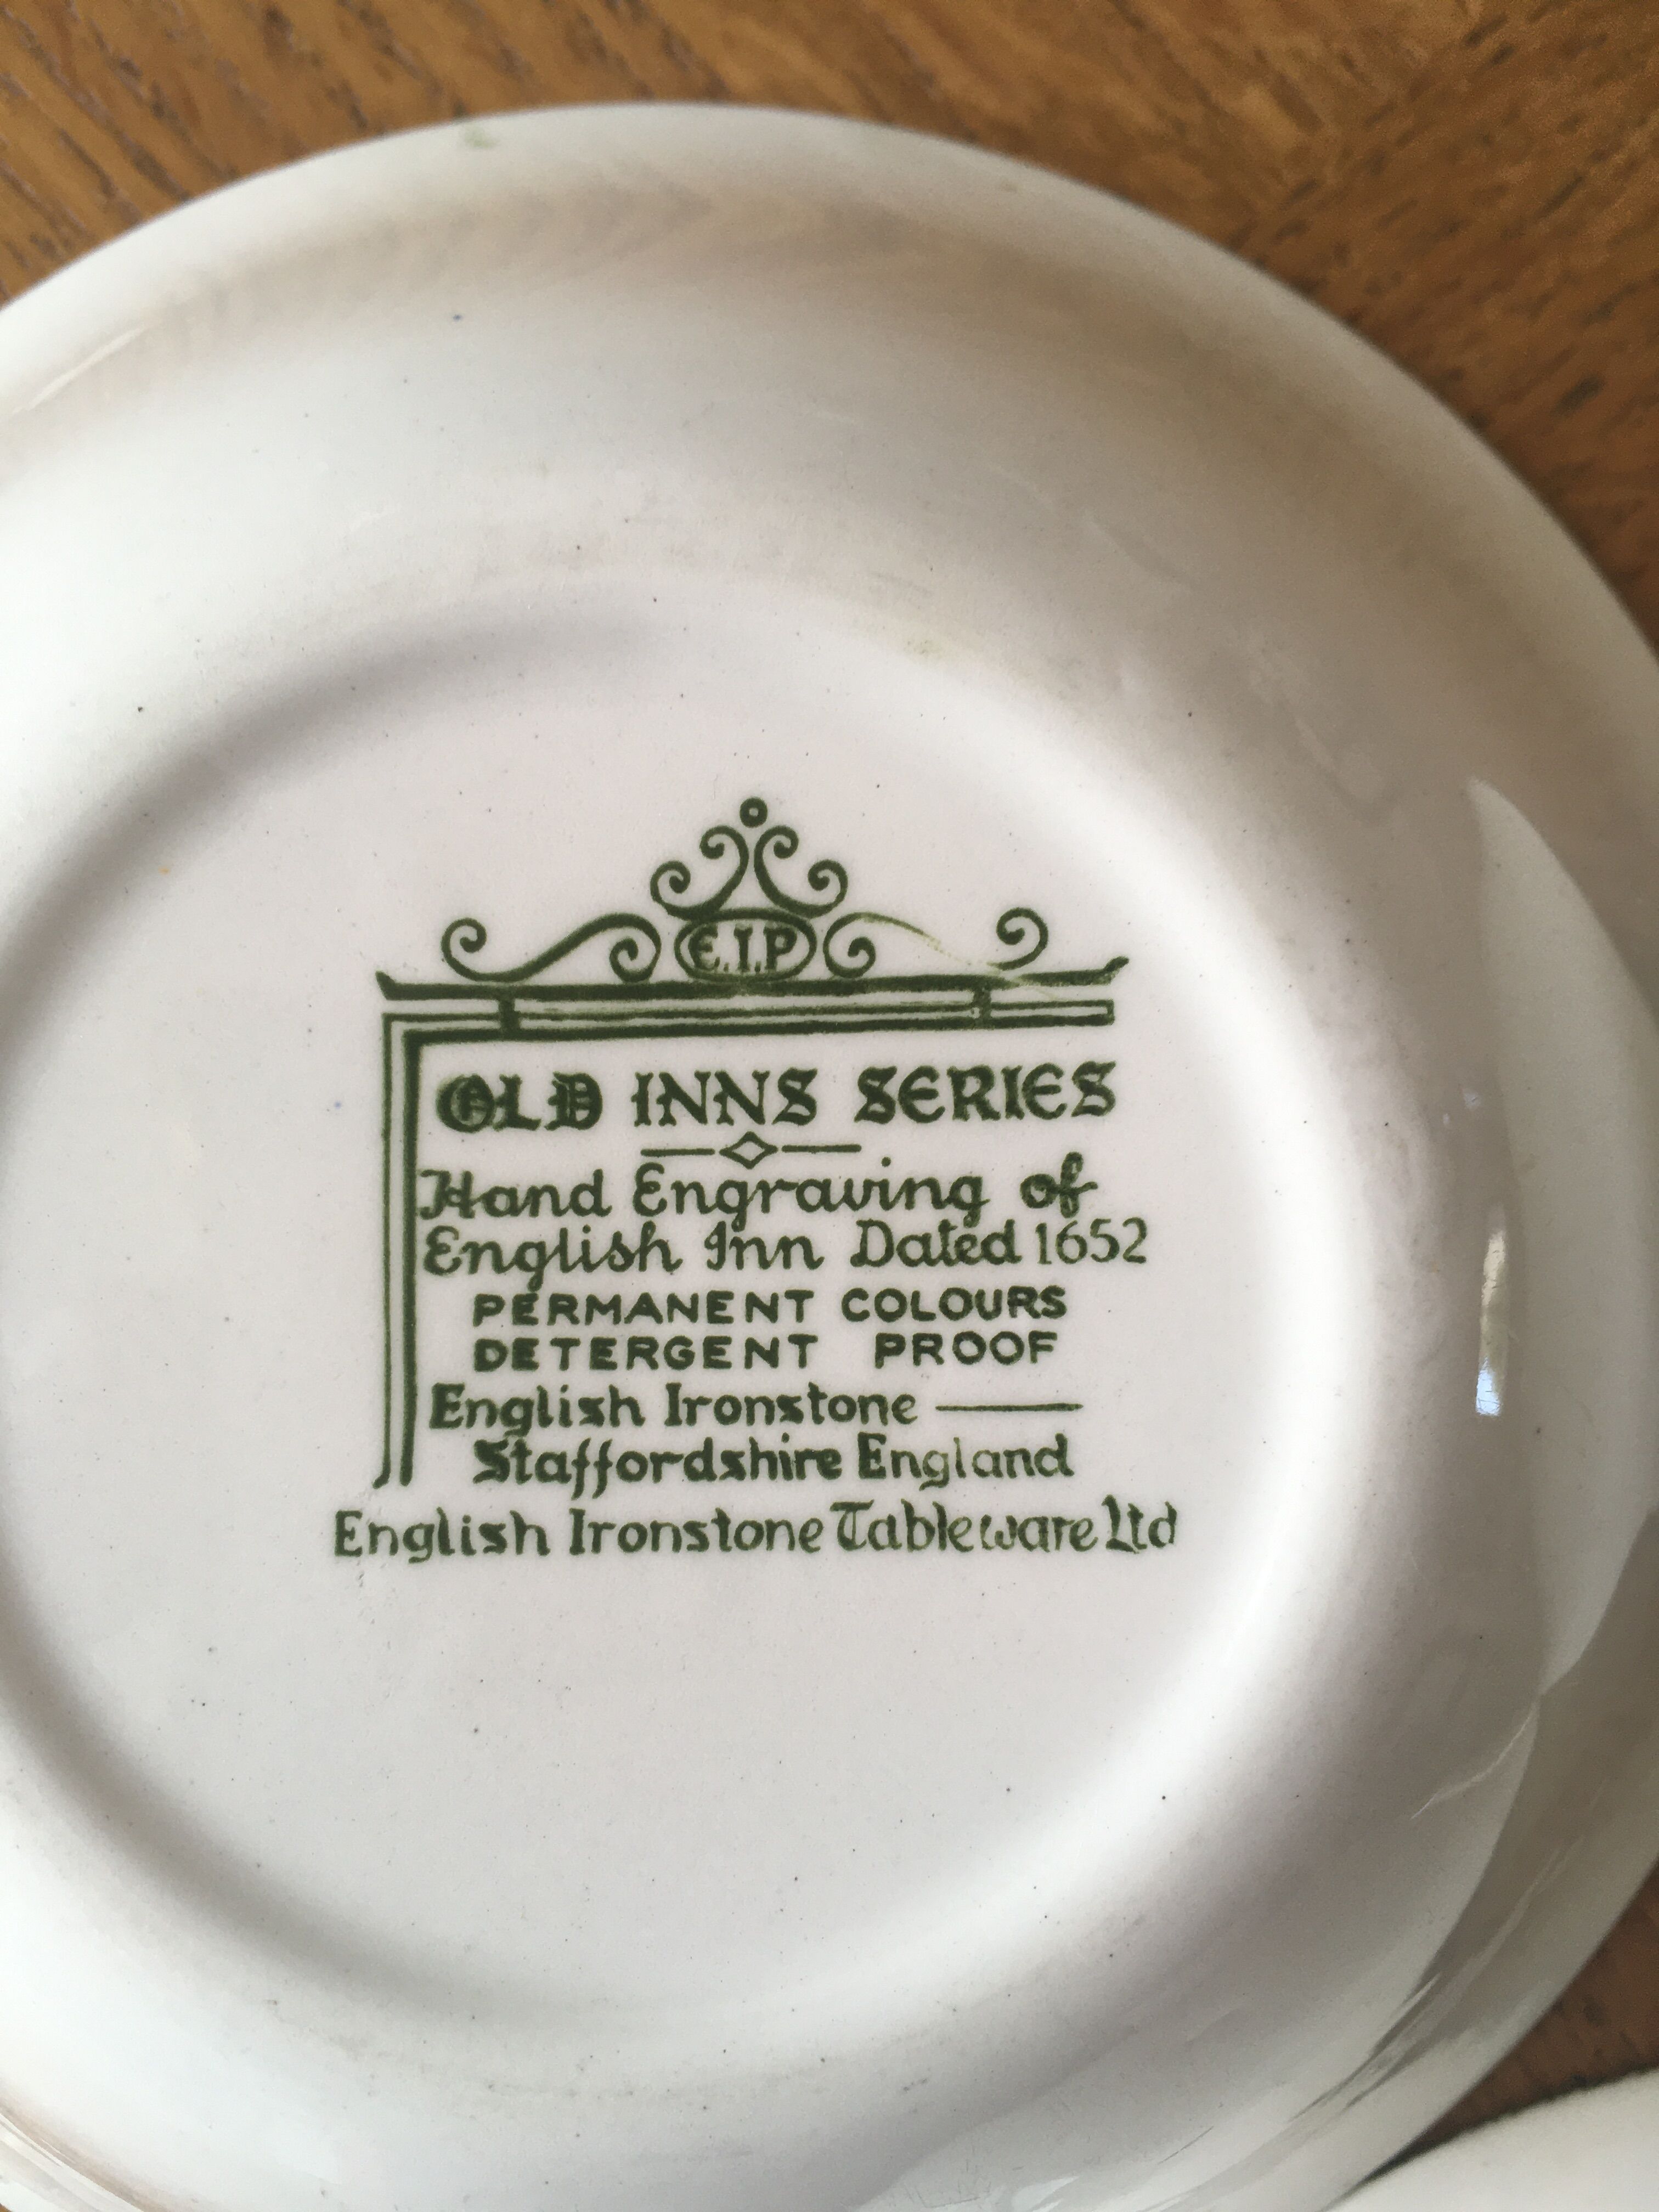 E.I.P
OLD INNS SERIES
Hand Engraving of
English Inn Dated 1652
PERMANENT COLOURS
DETERGENT PROOF
English Ironstone
Staffordshire England
English Ironstone Tableware Ltd